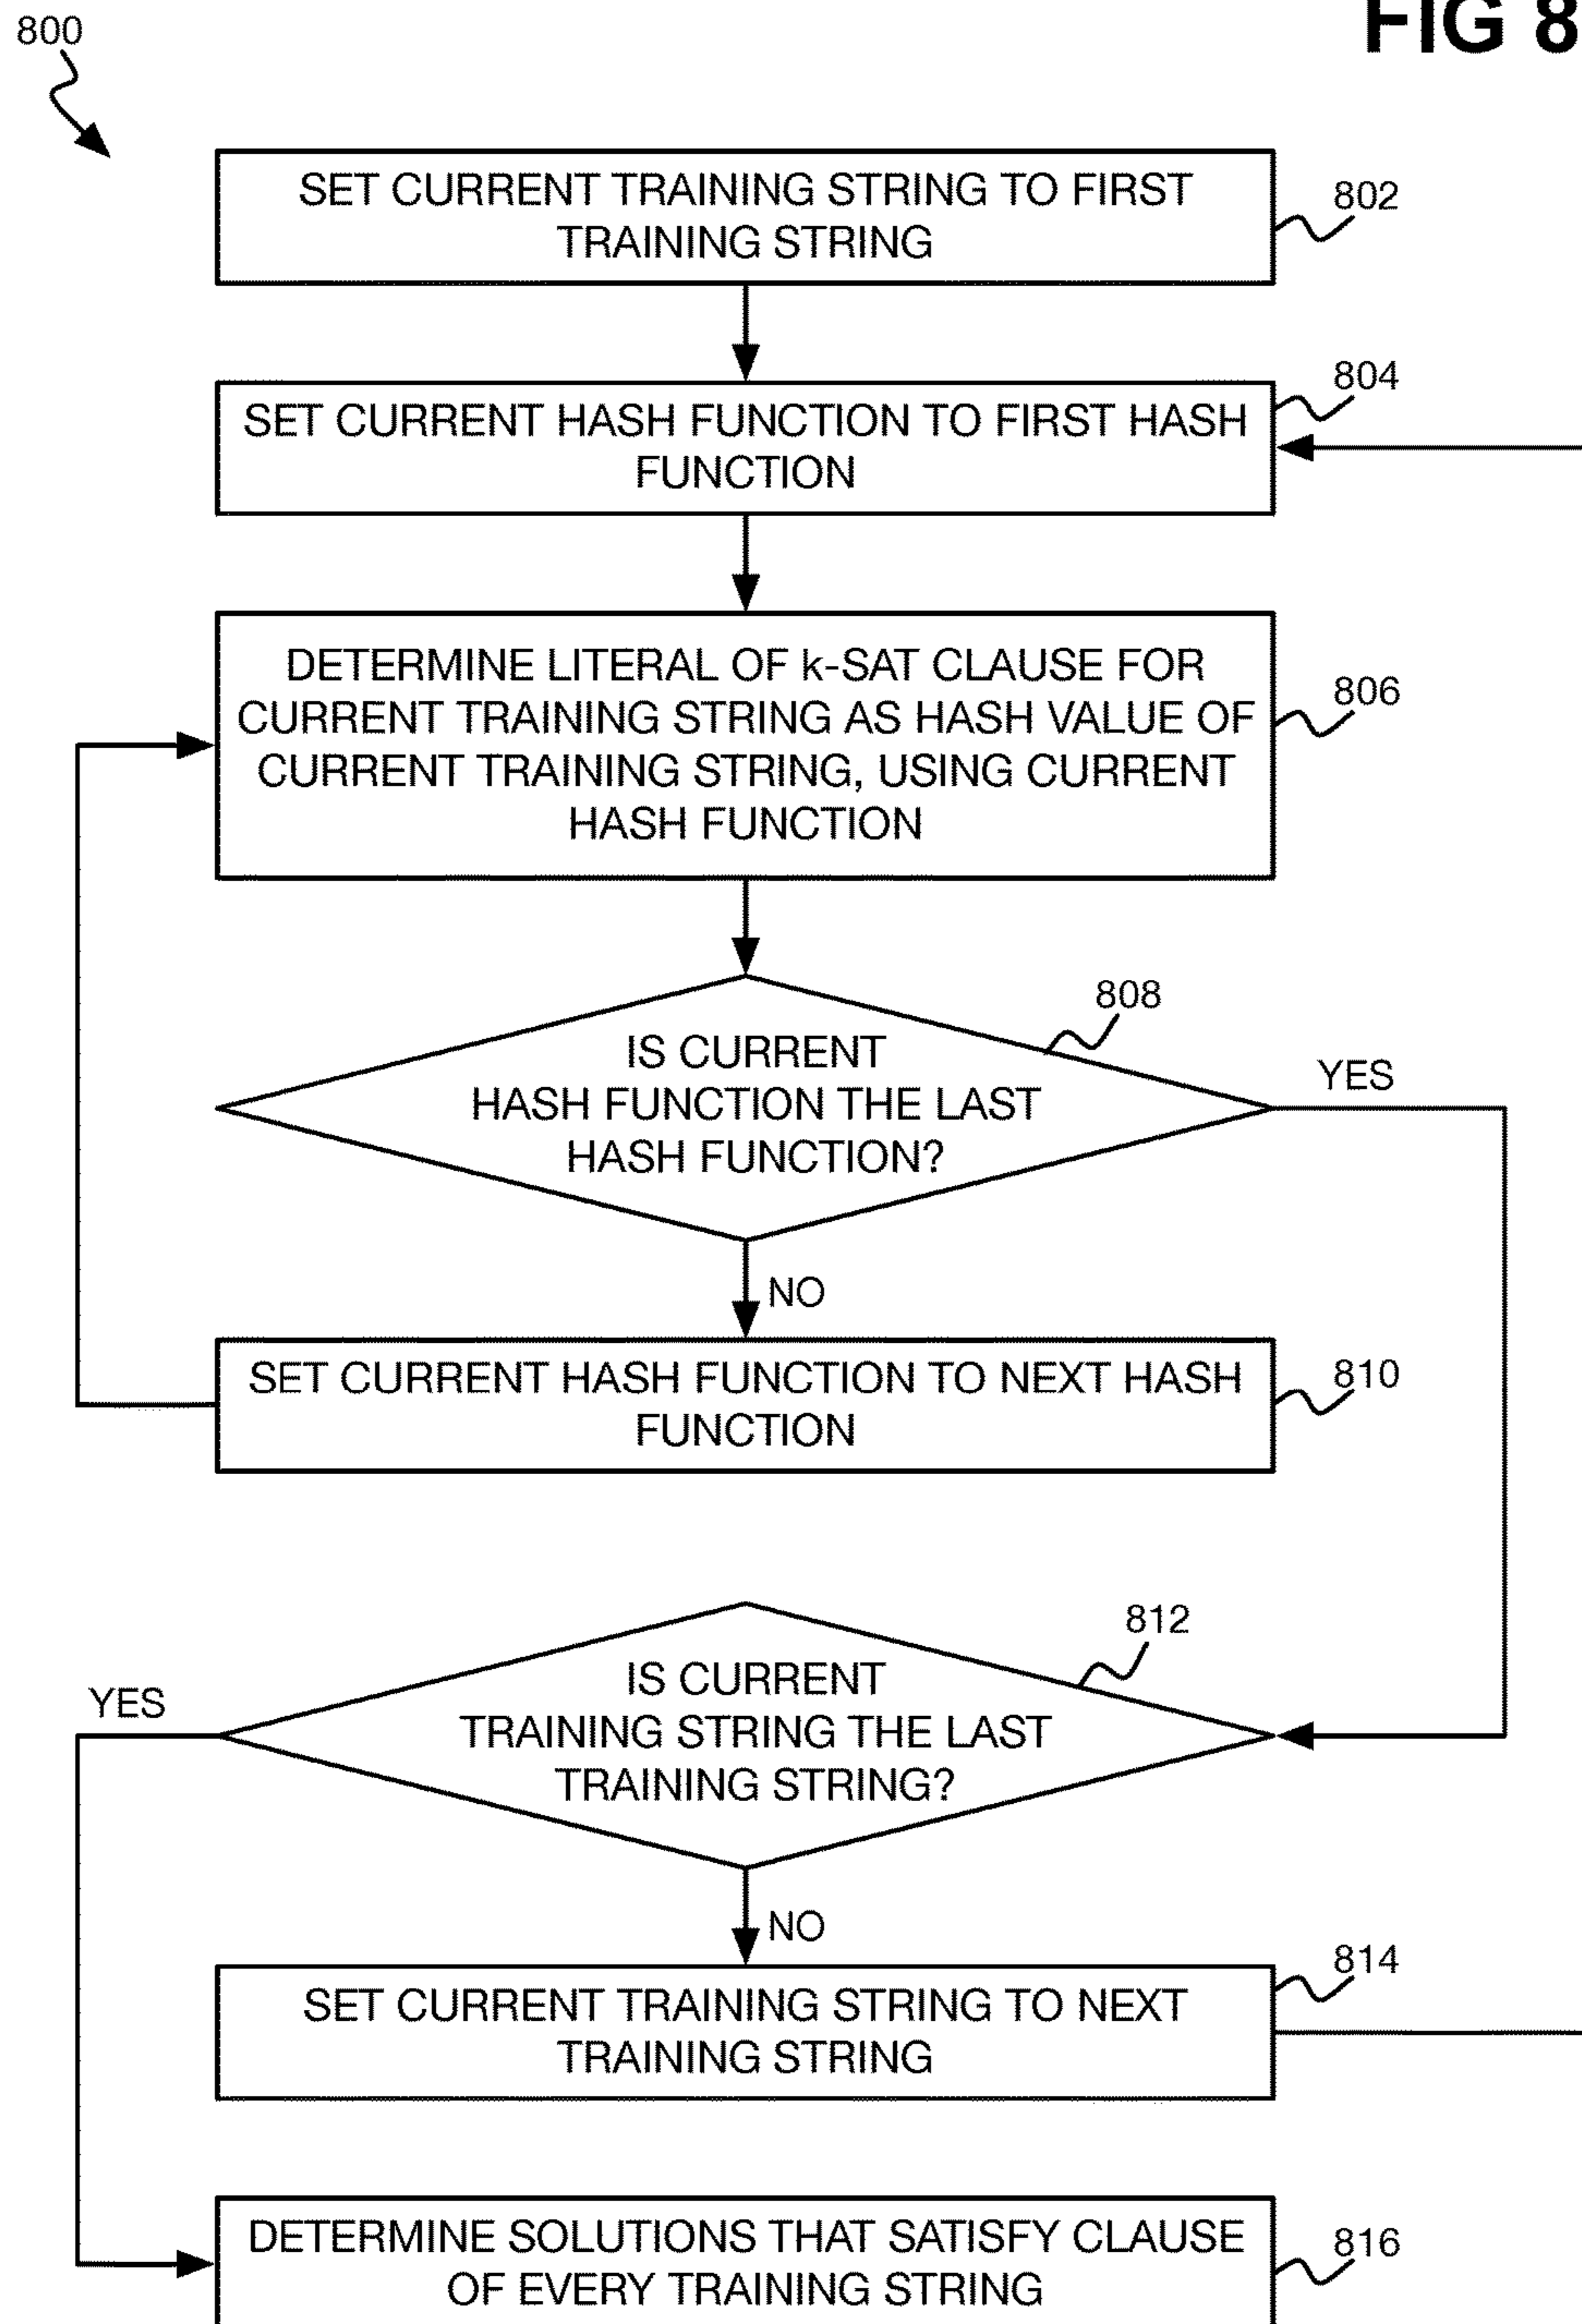 FIG 8
800
SET CURRENT TRAINING STRING TO FIRST
TRAINING STRING
802
SET CURRENT HASH FUNCTION TO FIRST HASH
FUNCTION
804
DETERMINE LITERAL OF k-SAT CLAUSE FOR
CURRENT TRAINING STRING AS HASH VALUE OF
CURRENT TRAINING STRING, USING CURRENT
HASH FUNCTION
806
IS CURRENT
HASH FUNCTION THE LAST
HASH FUNCTION?
808
YES
NO
SET CURRENT HASH FUNCTION TO NEXT HASH
FUNCTION
810
IS CURRENT
TRAINING STRING THE LAST
TRAINING STRING?
812
YES
NO
SET CURRENT TRAINING STRING TO NEXT
TRAINING STRING
814
DETERMINE SOLUTIONS THAT SATISFY CLAUSE
OF EVERY TRAINING STRING
816